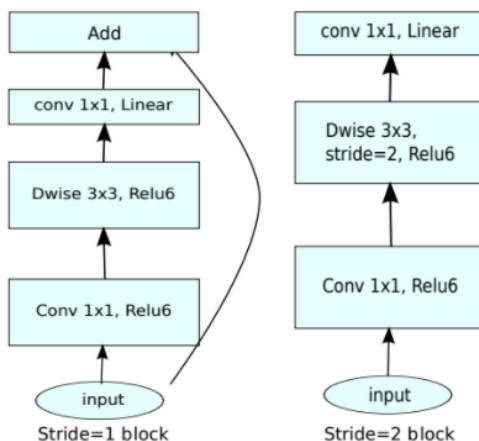 Add
conv 1x1, Linear
Dwise 3x3, Relu6
Conv 1x1, Relu6
input
Stride=1 block
conv 1x1, Linear
Dwise 3x3,
stride=2, Relu6
Conv 1x1, Relu6
input
Stride=2 block